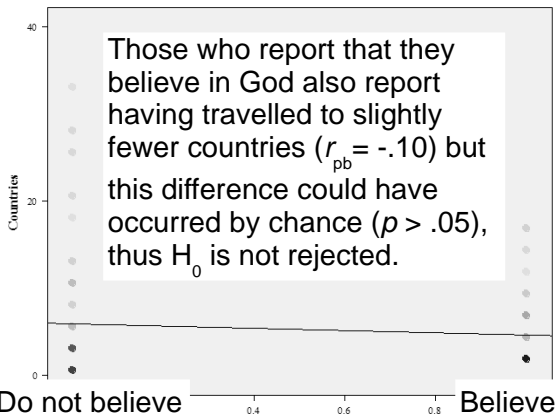 40
20
0
Countries
Those who report that they
believe in God also report
having travelled to slightly
fewer countries (r pb = -.10) but
this difference could have
occurred by chance (p > .05),
thus H 0 is not rejected.
Do not believe
0.4
0.6
0.8
Believe